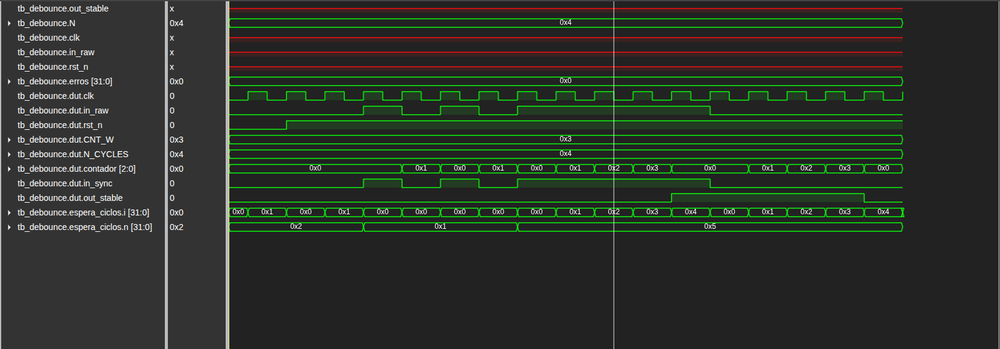 tb_debounce.out_stable x
tb_debounce.N 0x4 0x4
tb_debounce.clk x
tb_debounce.in_raw x
tb_debounce.rst_n x
tb_debounce.erros [31:0] 0x0 0x0
tb_debounce.dut.clk 0
tb_debounce.dut.in_raw 0
tb_debounce.dut.rst_n 0
tb_debounce.dut.CNT_W 0x3 0x3
tb_debounce.dut.N_CYCLES 0x4 0x4
tb_debounce.dut.contador [2:0] 0x0 0x0 0x1 0x0 0x1 0x0 0x1 0x2 0x3 0x0 0x1 0x2 0x3 0x0
tb_debounce.dut.in_sync 0
tb_debounce.dut.out_stable 0
tb_debounce.espera_ciclos.i [31:0] 0x0 0x0 0x1 0x0 0x1 0x0 0x0 0x0 0x0 0x0 0x1 0x2 0x3 0x4 0x0 0x1 0x2 0x3 0x4
tb_debounce.espera_ciclos.n [31:0] 0x2 0x2 0x1 0x5